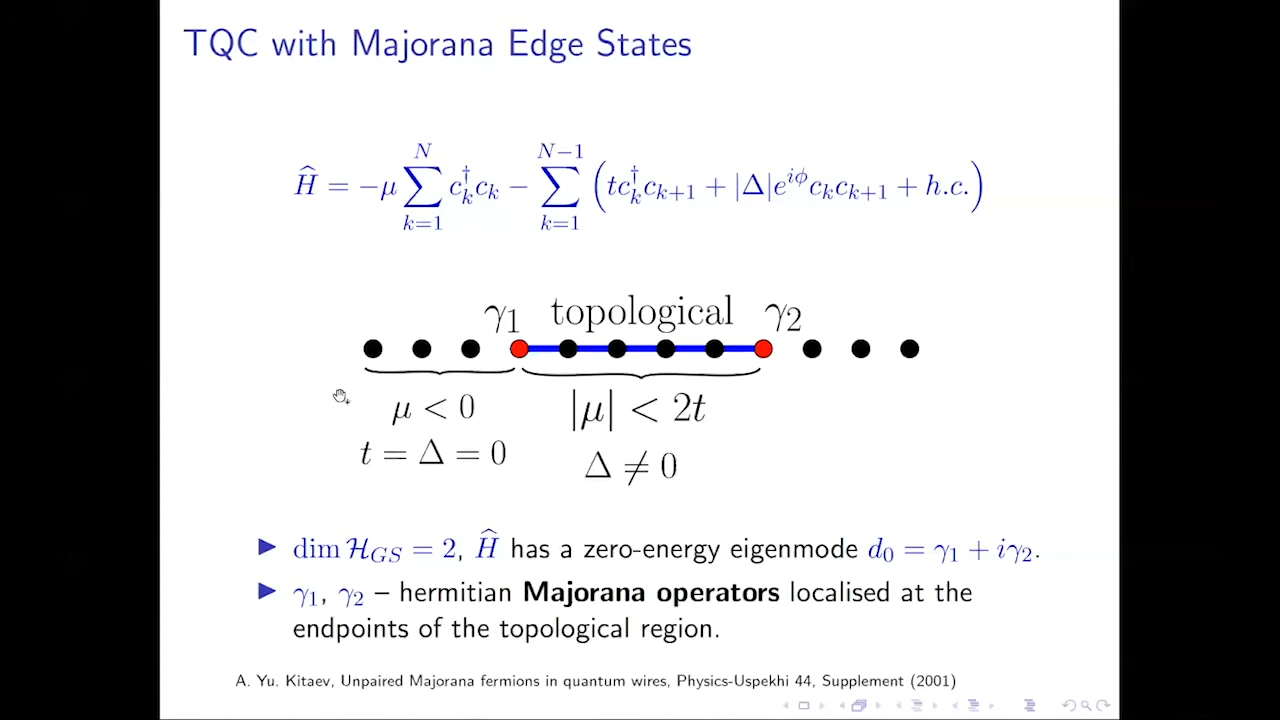 TQC with Majorana Edge States
Ĥ = −μ ∑_{k=1}^{N} c_k^† c_k − ∑_{k=1}^{N−1} (t c_k^† c_{k+1} + |Δ|e^{iϕ} c_k c_{k+1} + h.c.)
γ₁ topological γ₂
μ < 0 |μ| < 2t
t = Δ = 0 Δ ≠ 0
▶ dim ℋ_{GS} = 2, Ĥ has a zero-energy eigenmode d₀ = γ₁ + iγ₂.
▶ γ₁, γ₂ – hermitian Majorana operators localised at the
endpoints of the topological region.
A. Yu. Kitaev, Unpaired Majorana fermions in quantum wires, Physics-Uspekhi 44, Supplement (2001)